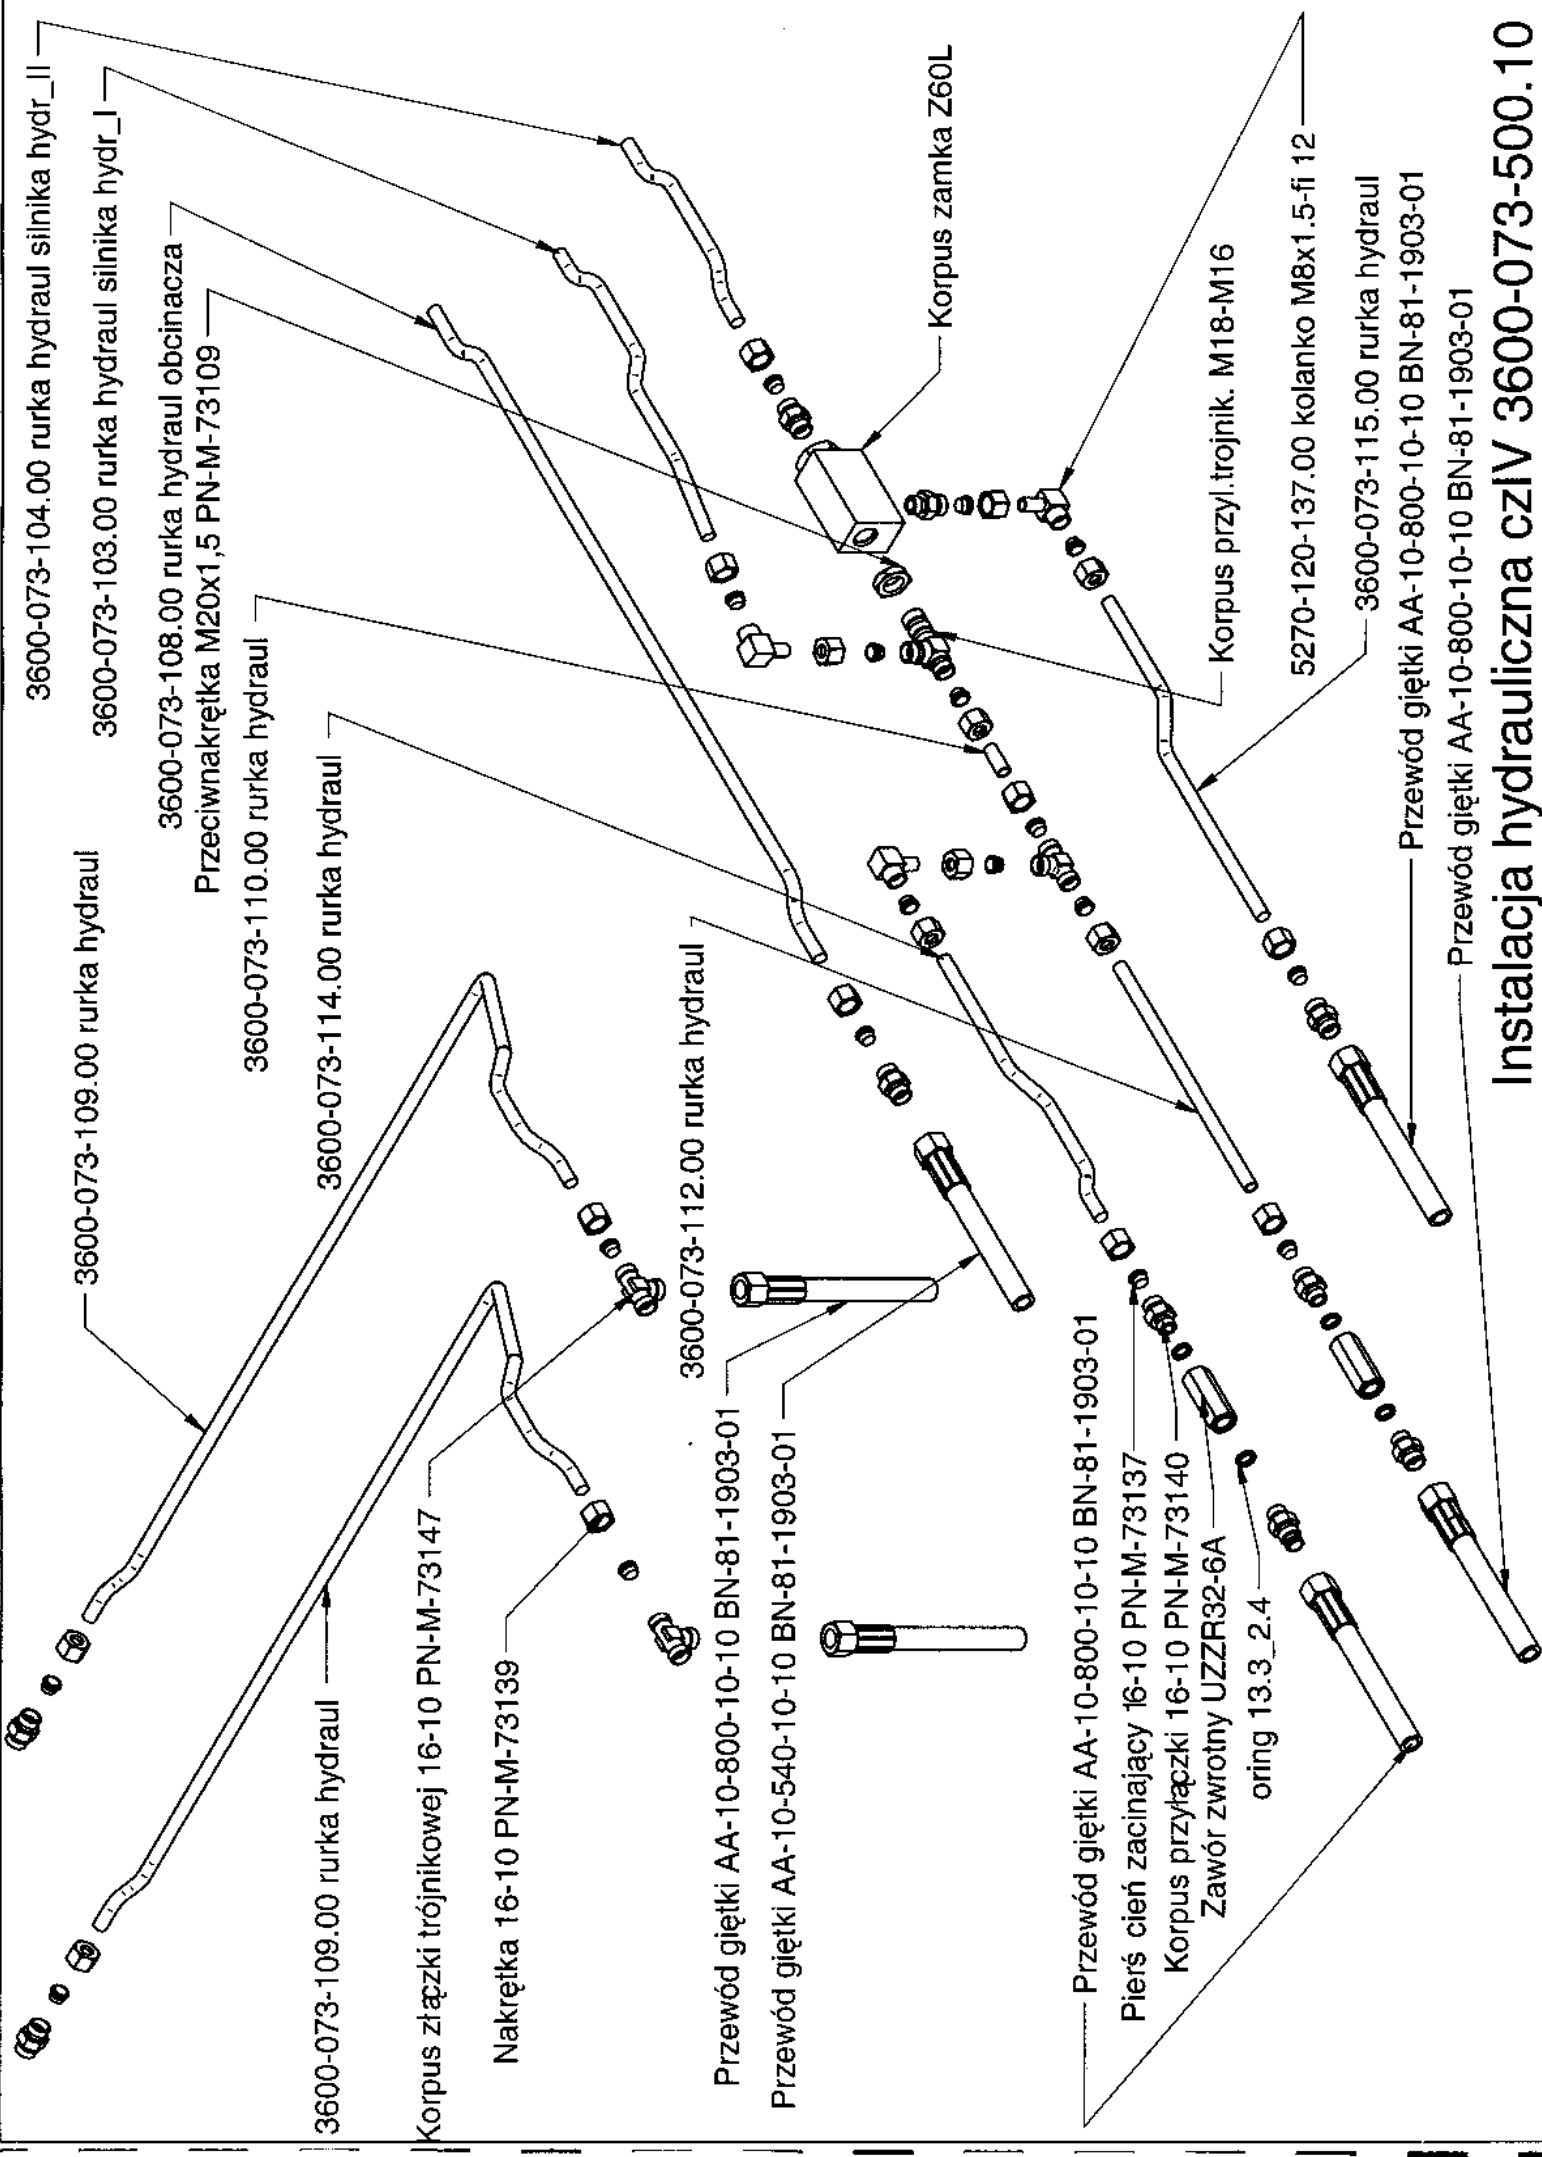 3600-073-104.00 rurka hydraul silnika hydr_II
3600-073-103.00 rurka hydraul silnika hydr_I
3600-073-108.00 rurka hydraul obcinacza
Przeciwnakrętka M20x1,5 PN-M-73109
3600-073-110.00 rurka hydraul
3600-073-109.00 rurka hydraul
3600-073-114.00 rurka hydraul
3600-073-109.00 rurka hydraul
Korpus złączki trójnikowej 16-10 PN-M-73147
Nakrętka 16-10 PN-M-73139
3600-073-112.00 rurka hydraul
Przewód giętki AA-10-800-10-10 BN-81-1903-01
Przewód giętki AA-10-540-10-10 BN-81-1903-01
Korpus zamka Z60L
Przewód giętki AA-10-800-10-10 BN-81-1903-01
Pierś cień zacinający 16-10 PN-M-73137
Korpus przyłączki 16-10 PN-M-73140
Zawór zwrotny UZZR32-6A
oring 13.3_2.4
Korpus przyl.trojnik. M18-M16
5270-120-137.00 kolanko M8x1.5-fi 12
3600-073-115.00 rurka hydraul
Przewód giętki AA-10-800-10-10 BN-81-1903-01
Przewód giętki AA-10-800-10-10 BN-81-1903-01
Instalacja hydrauliczna czIV 3600-073-500.10